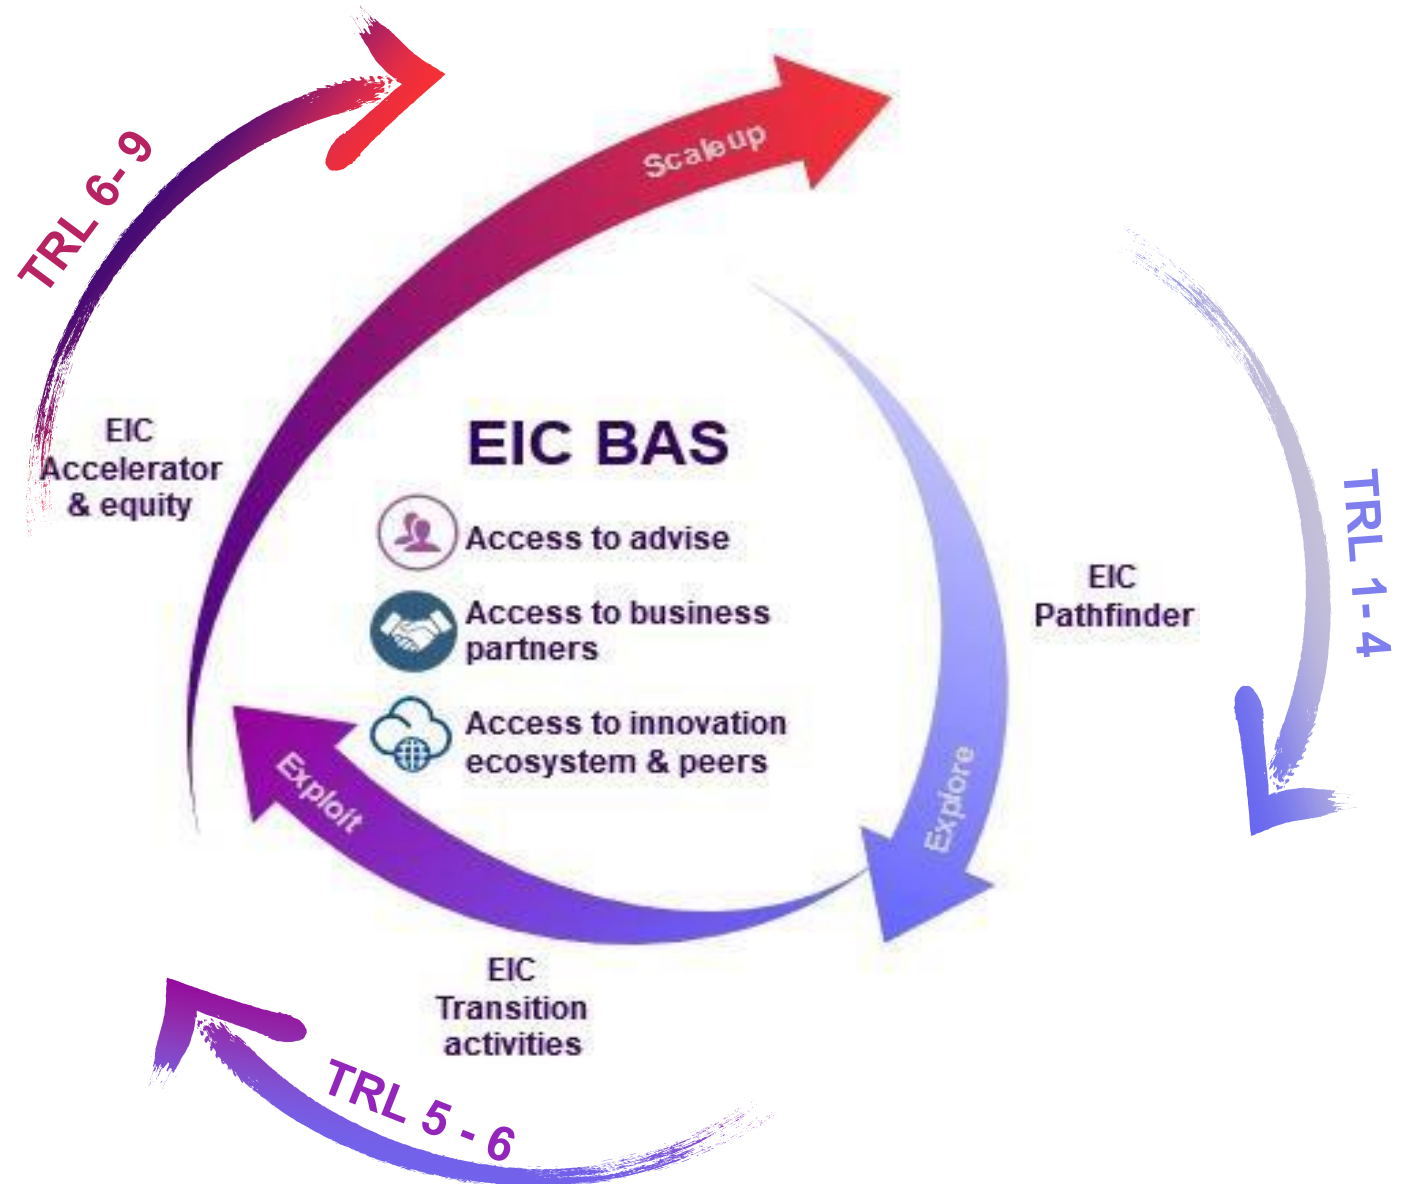 TRL 6- 9
Scaleup
EIC
Accelerator
& equity
EIC BAS
Access to advise
Access to business
partners
Access to innovation
ecosystem & peers
TRL 1- 4
EIC
Pathfinder
Explore
Exploit
EIC
Transition
activities
TRL 5 - 6